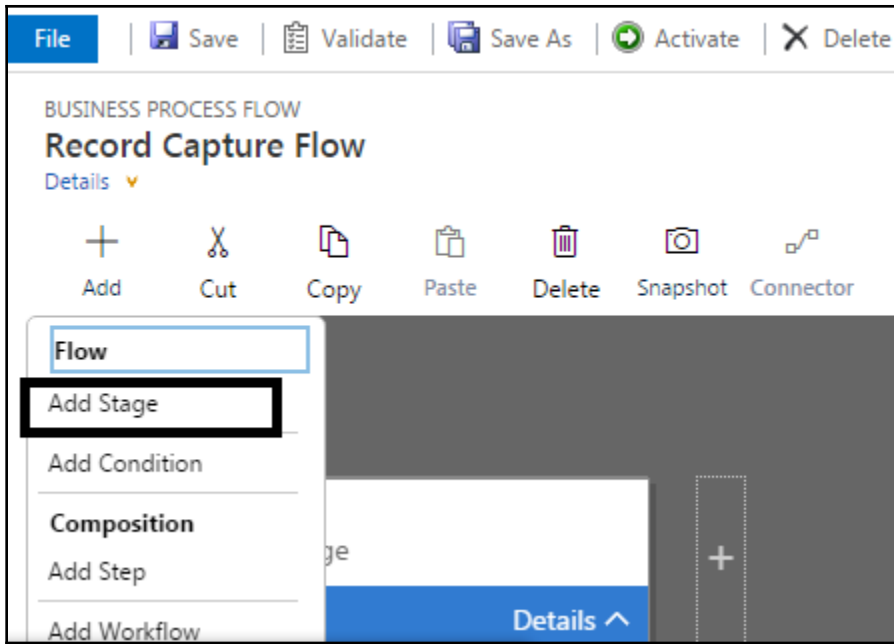 File Save Validate Save As Activate Delete
BUSINESS PROCESS FLOW
Record Capture Flow
Details
Add Cut Copy Paste Delete Snapshot Connector
Flow
Add Stage
Add Condition
Composition
Add Step
ge
Add Workflow
Details